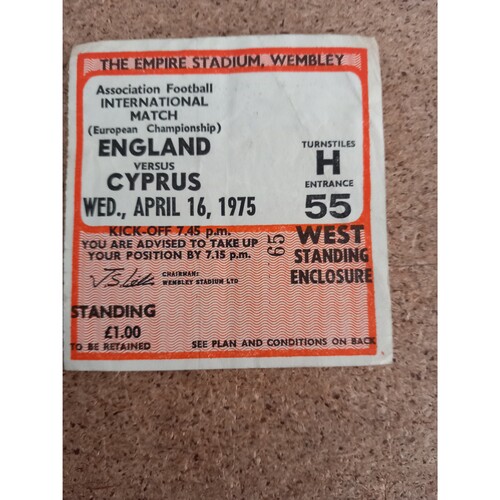 THE EMPIRE STADIUM, WEMBLEY
Association Football
INTERNATIONAL
MATCH
(European Championship)
ENGLAND
VERSUS
CYPRUS
WED., APRIL 16, 1975
TURNSTILES
H
ENTRANCE
55
KICK-OFF 7.45 p.m.
YOU ARE ADVISED TO TAKE UP
YOUR POSITION BY 7.15 p.m.
CHAIRMAN:
WEMBLEY STADIUM LTD
65
WEST
STANDING
ENCLOSURE
STANDING
£1.00
TO BE RETAINED
SEE PLAN AND CONDITIONS ON BACK